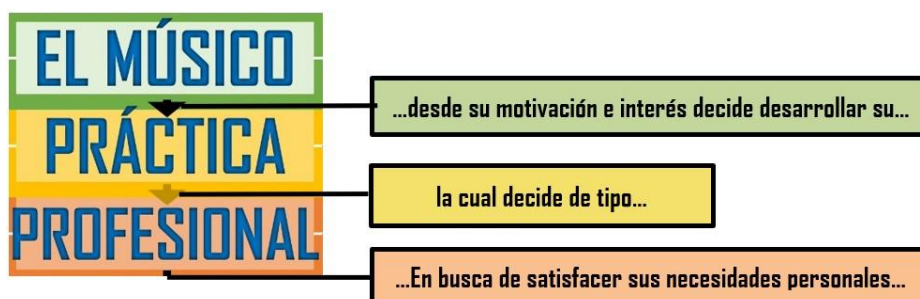 EL MÚSICO
...desde su motivación e interés decide desarrollar su...
PRÁCTICA
la cual decide de tipo...
PROFESIONAL
...En busca de satisfacer sus necesidades personales...